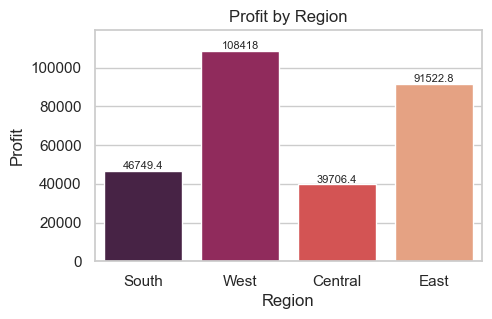 Profit by Region
Profit
100000
80000
60000
40000
20000
0
46749.4
108418
39706.4
91522.8
South
West
Central
East
Region